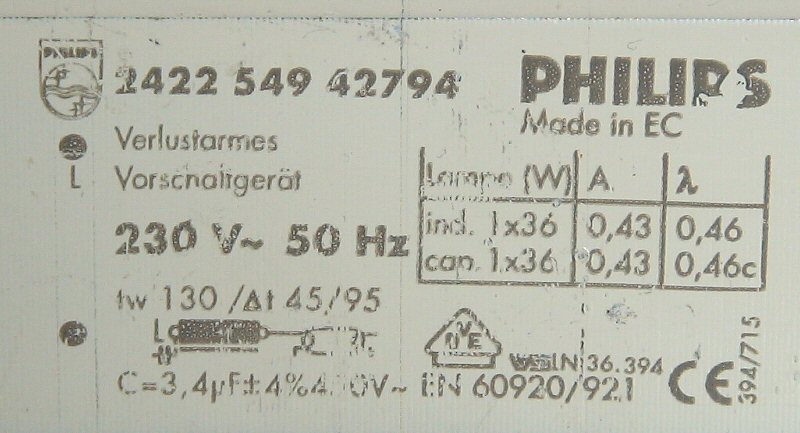 PHILIPS
2422 549 42794
PHILIPS
Made in EC
Verlustarmes
L Vorschaltgerät
230 V~ 50 Hz
Lampe (W) A λ
ind. 1x36 0,43 0,46
cap. 1x36 0,43 0,46c
tw 130 /Δt 45/95
L
VDE
36.394
C=3,4µF±4% 450V~ EN 60920/921
CE
394/715